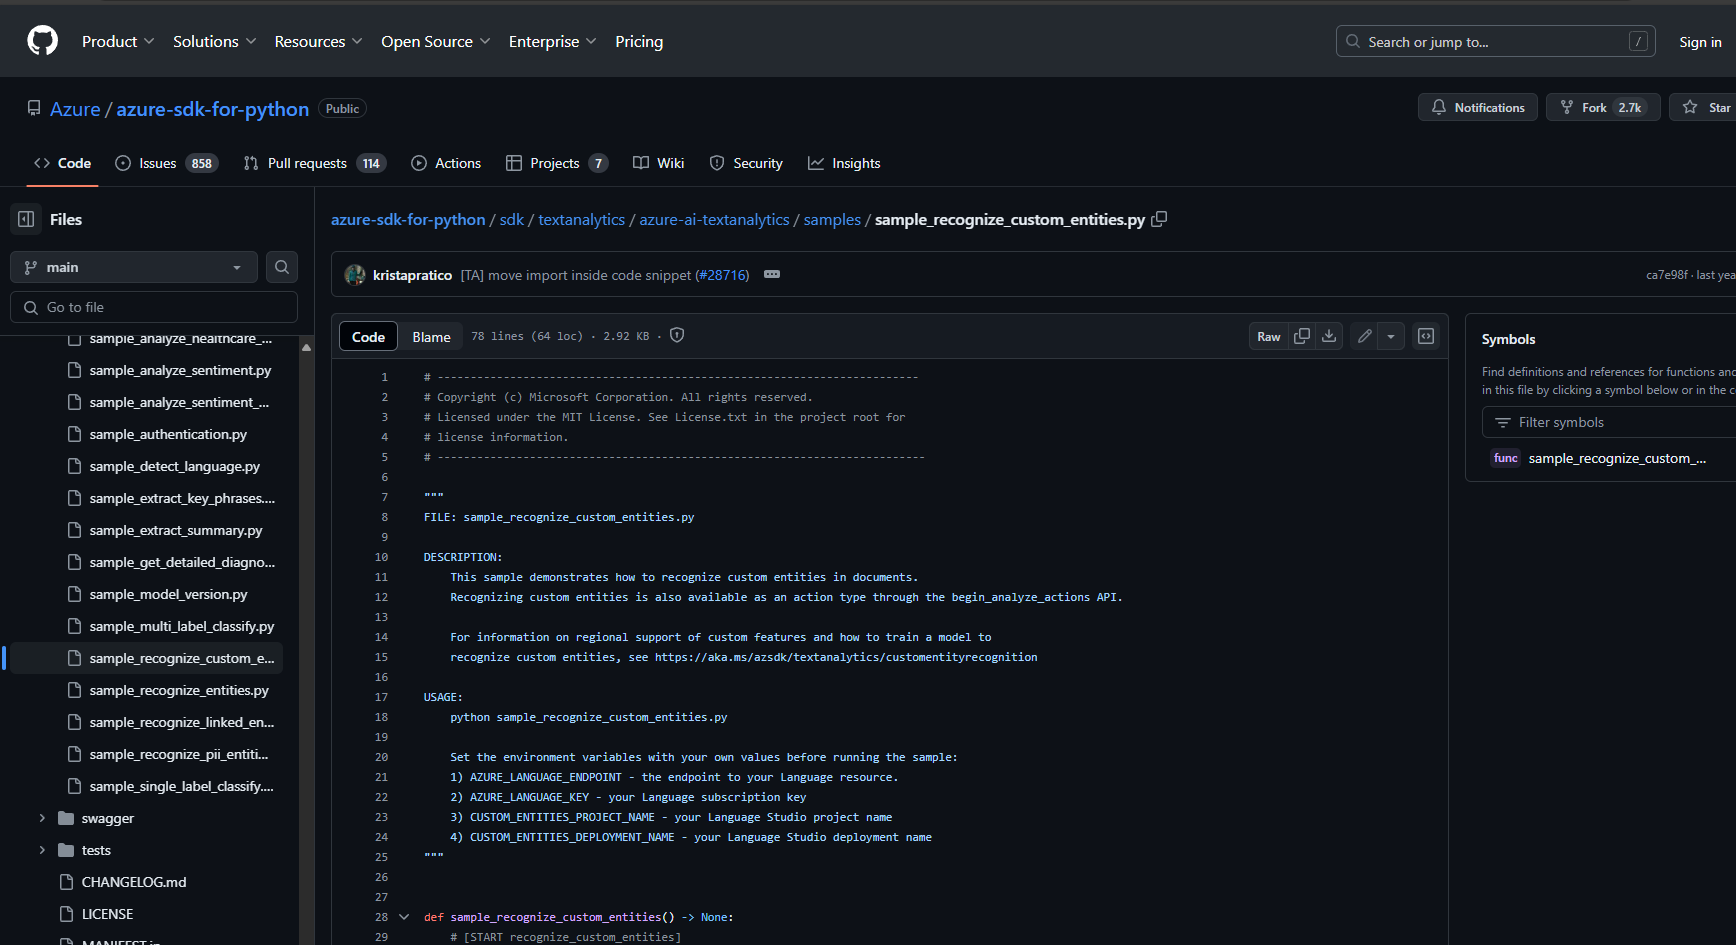 Product Solutions Resources Open Source Enterprise Pricing Search or jump to... / Sign in
Azure / azure-sdk-for-python Public Notifications Fork 2.7k Star
Code Issues 858 Pull requests 114 Actions Projects 7 Wiki Security Insights
Files
main
Go to file
sample_analyze_healthcare_...
sample_analyze_sentiment.py
sample_analyze_sentiment_...
sample_authentication.py
sample_detect_language.py
sample_extract_key_phrases....
sample_extract_summary.py
sample_get_detailed_diagno...
sample_model_version.py
sample_multi_label_classify.py
sample_recognize_custom_e...
sample_recognize_entities.py
sample_recognize_linked_en...
sample_recognize_pii_entiti...
sample_single_label_classify....
swagger
tests
CHANGELOG.md
LICENSE
MANIFEST.in
azure-sdk-for-python / sdk / textanalytics / azure-ai-textanalytics / samples / sample_recognize_custom_entities.py
kristapratico [TA] move import inside code snippet (#28716) ca7e98f · last yea
Code Blame 78 lines (64 loc) · 2.92 KB · Raw
1 # -------------------------------------------------------------------------
2 # Copyright (c) Microsoft Corporation. All rights reserved.
3 # Licensed under the MIT License. See License.txt in the project root for
4 # license information.
5 # --------------------------------------------------------------------------
6
7 """
8 FILE: sample_recognize_custom_entities.py
9
10 DESCRIPTION:
11 This sample demonstrates how to recognize custom entities in documents.
12 Recognizing custom entities is also available as an action type through the begin_analyze_actions API.
13
14 For information on regional support of custom features and how to train a model to
15 recognize custom entities, see https://aka.ms/azsdk/textanalytics/customentityrecognition
16
17 USAGE:
18 python sample_recognize_custom_entities.py
19
20 Set the environment variables with your own values before running the sample:
21 1) AZURE_LANGUAGE_ENDPOINT - the endpoint to your Language resource.
22 2) AZURE_LANGUAGE_KEY - your Language subscription key
23 3) CUSTOM_ENTITIES_PROJECT_NAME - your Language Studio project name
24 4) CUSTOM_ENTITIES_DEPLOYMENT_NAME - your Language Studio deployment name
25 """
26
27
28 def sample_recognize_custom_entities() -> None:
29 # [START recognize_custom_entities]
Symbols
Find definitions and references for functions and
in this file by clicking a symbol below or in the c
Filter symbols
func sample_recognize_custom_...